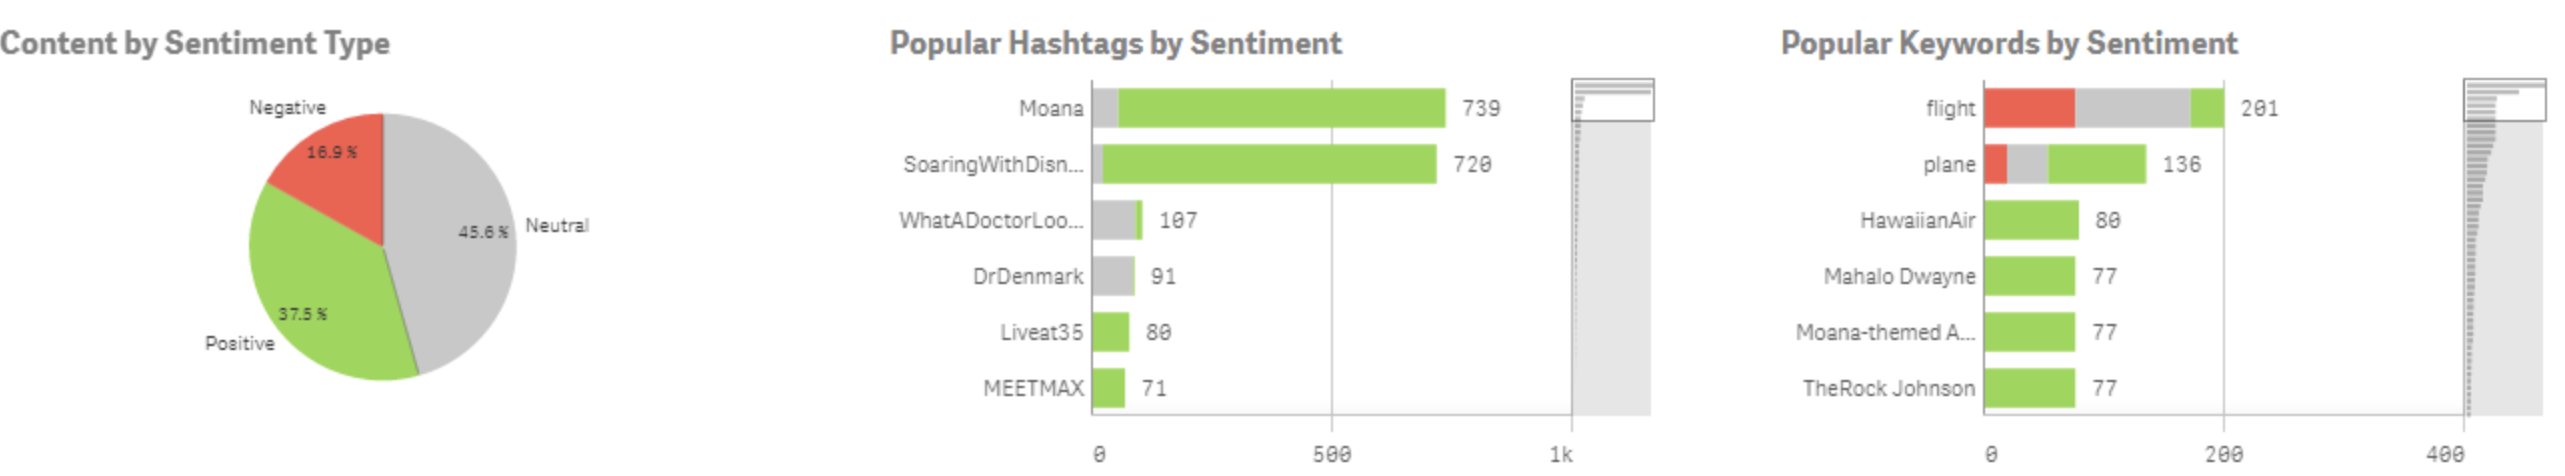 Content by Sentiment Type
Negative
16.9 %
45.6 %
Neutral
37.5 %
Positive
Popular Hashtags by Sentiment
Moana 739
SoaringWithDisn... 720
WhatADoctorLoo... 107
DrDenmark 91
Liveat35 80
MEETMAX 71
0 500 1k
Popular Keywords by Sentiment
flight 201
plane 136
HawaiianAir 80
Mahalo Dwayne 77
Moana-themed A... 77
TheRock Johnson 77
0 200 400